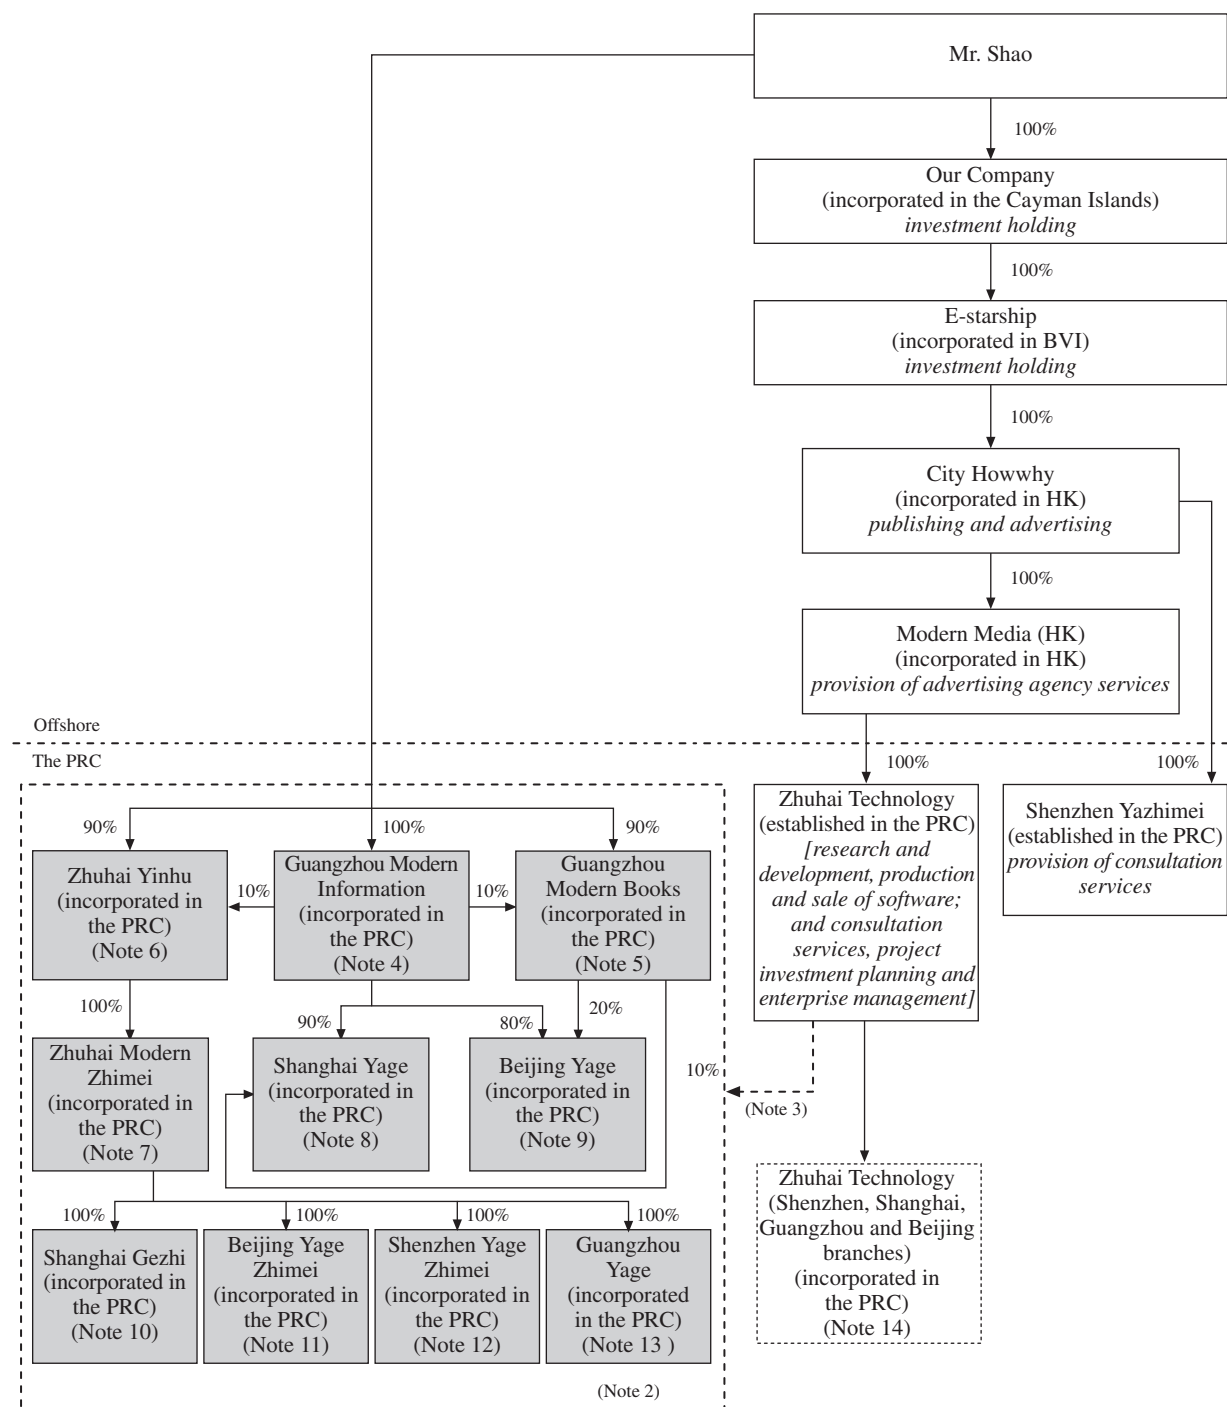 Mr. Shao
100%
Our Company
(incorporated in the Cayman Islands)
investment holding
100%
E-starship
(incorporated in BVI)
investment holding
100%
City Howwhy
(incorporated in HK)
publishing and advertising
100%
Modern Media (HK)
(incorporated in HK)
provision of advertising agency services
Offshore
The PRC
100%
100%
Zhuhai Technology
(established in the PRC)
[research and
development, production
and sale of software;
and consultation
services, project
investment planning and
enterprise management]
Shenzhen Yazhimei
(established in the PRC)
provision of consultation
services
90%
100%
90%
Zhuhai Yinhu
(incorporated in
the PRC)
(Note 6)
10%
Guangzhou Modern
Information
(incorporated in
the PRC)
(Note 4)
10%
Guangzhou
Modern Books
(incorporated in
the PRC)
(Note 5)
100%
90%
80%
20%
Zhuhai Modern
Zhimei
(incorporated in
the PRC)
(Note 7)
Shanghai Yage
(incorporated in
the PRC)
(Note 8)
Beijing Yage
(incorporated in
the PRC)
(Note 9)
10%
(Note 3)
100%
100%
100%
100%
Shanghai Gezhi
(incorporated in
the PRC)
(Note 10)
Beijing Yage
Zhimei
(incorporated in
the PRC)
(Note 11)
Shenzhen Yage
Zhimei
(incorporated in
the PRC)
(Note 12)
Guangzhou
Yage
(incorporated
in the PRC)
(Note 13 )
Zhuhai Technology
(Shenzhen, Shanghai,
Guangzhou and Beijing
branches)
(incorporated in
the PRC)
(Note 14)
(Note 2)